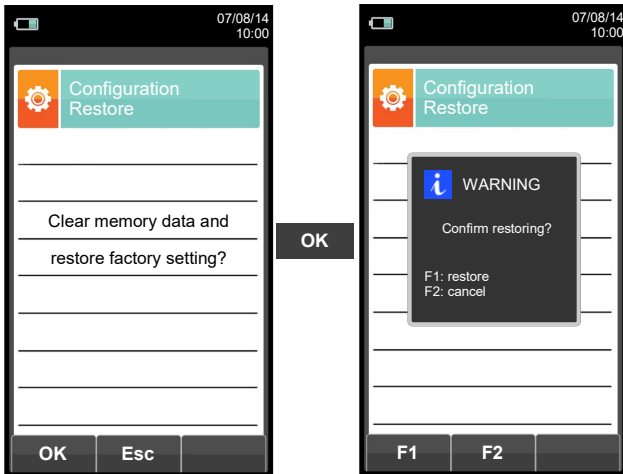 07/08/14
10:00
Configuration
Restore
Clear memory data and
restore factory setting?
OK Esc
OK
07/08/14
10:00
Configuration
Restore
i WARNING
Confirm restoring?
F1: restore
F2: cancel
F1 F2